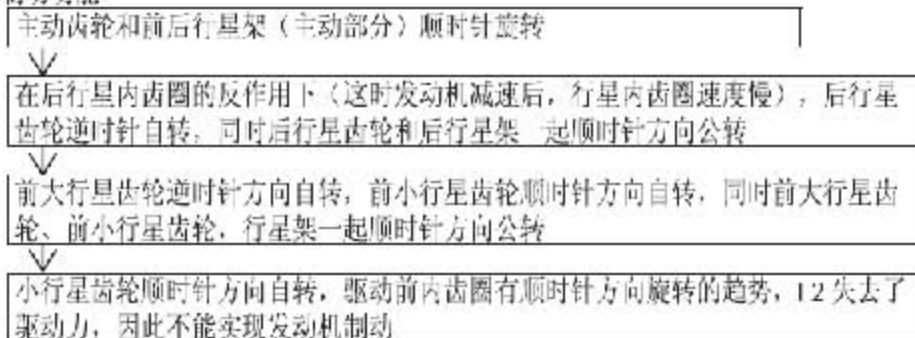 主动齿轮和前后行星架（主动部分）顺时针旋转
在后行星内齿圈的反作用下（这时发动机减速后，行星内齿圈速度慢），后行星
齿轮逆时针自转，同时后行星齿轮和后行星架一起顺时针方向公转
前大行星齿轮逆时针方向自转，前小行星齿轮顺时针方向自转，同时前大行星齿
轮、前小行星齿轮，行星架一起顺时针方向公转
小行星齿轮顺时针方向自转，驱动前内齿圈有顺时针方向旋转的趋势，12失去了
驱动力，因此不能实现发动机制动